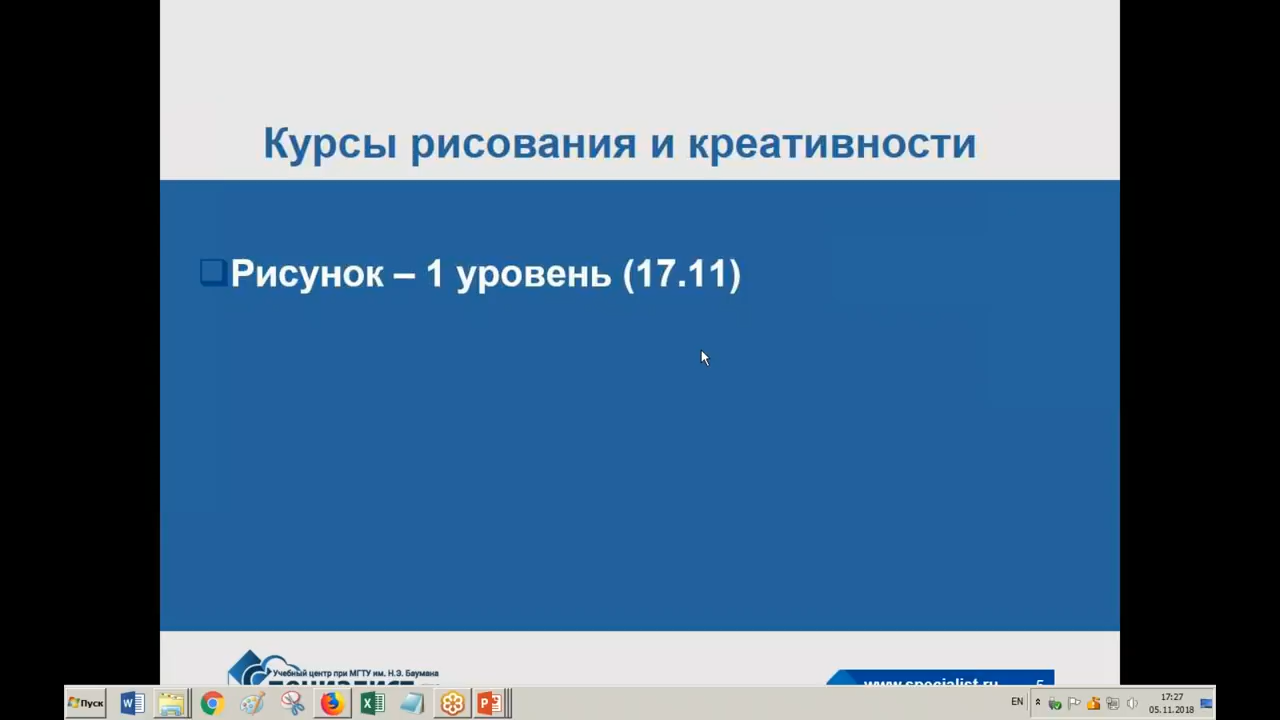 Курсы рисования и креативности
Рисунок – 1 уровень (17.11)
Учебный центр при МГТУ им. Н.Э. Баумана
www.specialist.ru
5
Пуск
EN
17:27
05.11.2018